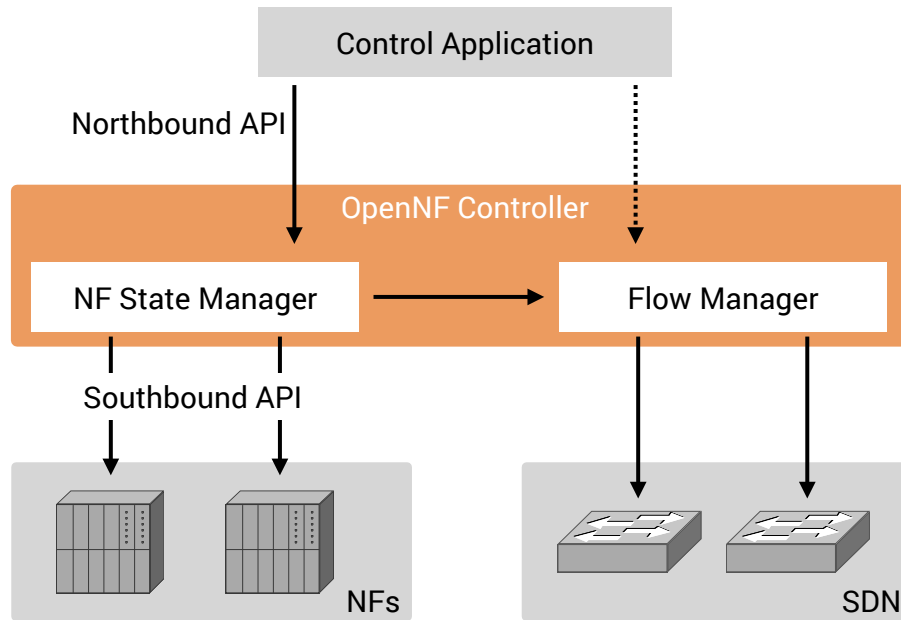 Control Application
Northbound API
OpenNF Controller
NF State Manager
Flow Manager
Southbound API
NFs
SDN